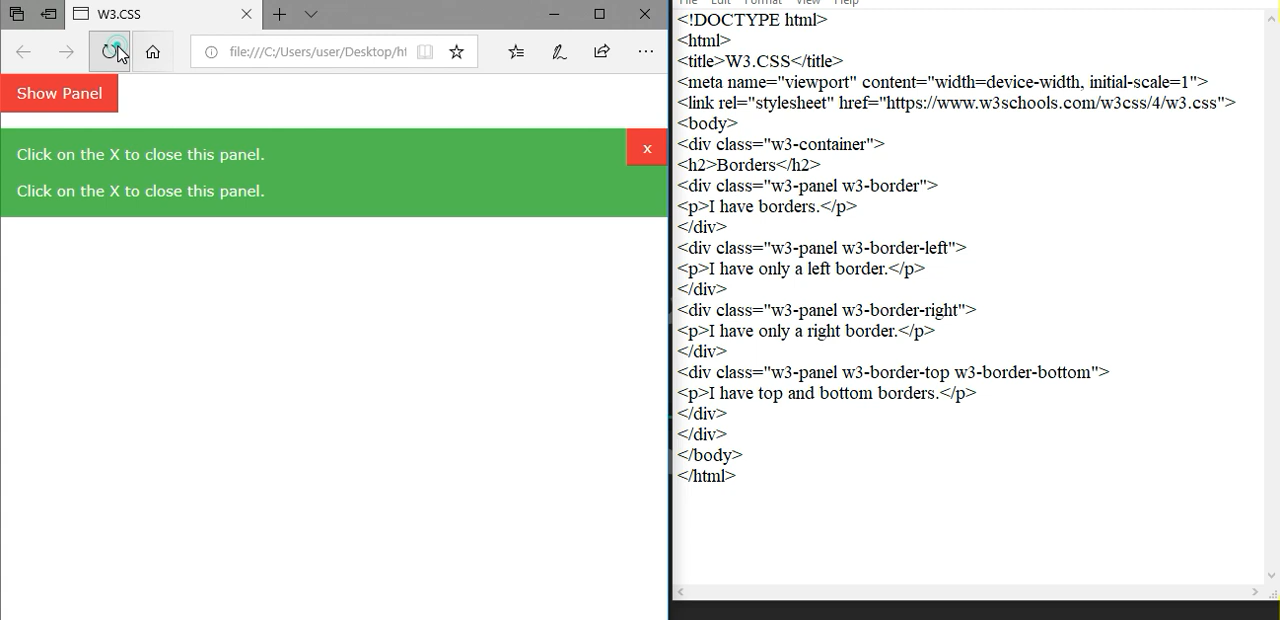 W3.CSS
file:///C:/Users/user/Desktop/h!
Show Panel
Click on the X to close this panel.
x
Click on the X to close this panel.
File Edit Format View Help
<!DOCTYPE html>
<html>
<title>W3.CSS</title>
<meta name="viewport" content="width=device-width, initial-scale=1">
<link rel="stylesheet" href="https://www.w3schools.com/w3css/4/w3.css">
<body>
<div class="w3-container">
<h2>Borders</h2>
<div class="w3-panel w3-border">
<p>I have borders.</p>
</div>
<div class="w3-panel w3-border-left">
<p>I have only a left border.</p>
</div>
<div class="w3-panel w3-border-right">
<p>I have only a right border.</p>
</div>
<div class="w3-panel w3-border-top w3-border-bottom">
<p>I have top and bottom borders.</p>
</div>
</div>
</body>
</html>